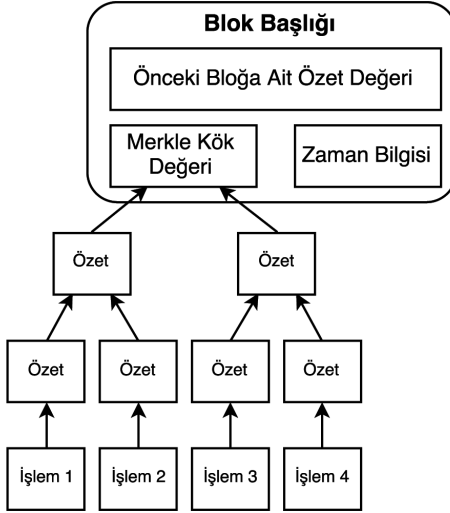 Blok Başlığı
Önceki Bloğa Ait Özet Değeri
Merkle Kök
Değeri
Zaman Bilgisi
Özet
Özet
Özet
Özet
Özet
Özet
İşlem 1
İşlem 2
İşlem 3
İşlem 4